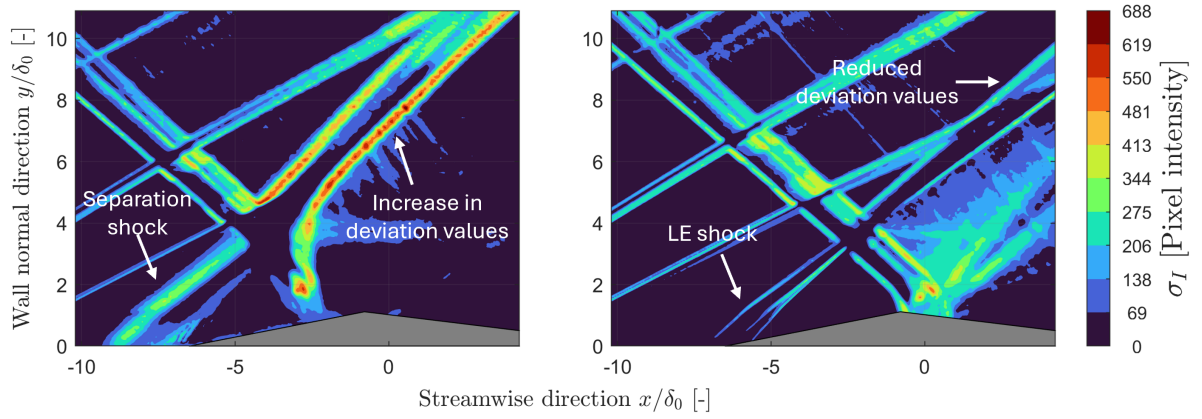 Wall normal direction y/δ0 [-]
10
8
6
4
2
0
-10
-5
0
Separation
shock
Increase in
deviation values
10
8
6
4
2
0
-10
-5
0
Reduced
deviation values
LE shock
688
619
550
481
413
344
275
206
138
69
0
σI [Pixel intensity]
Streamwise direction x/δ0 [-]